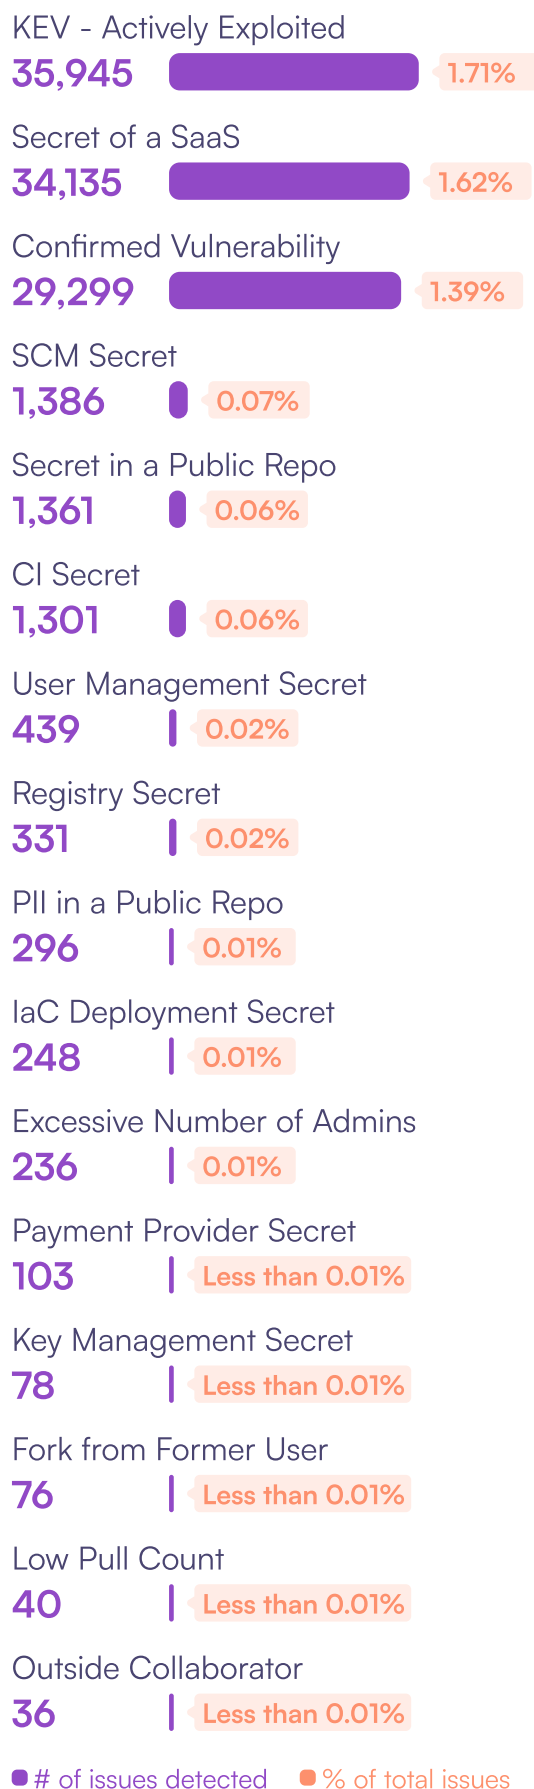 KEV - Actively Exploited
35,945 1.71%
Secret of a SaaS
34,135 1.62%
Confirmed Vulnerability
29,299 1.39%
SCM Secret
1,386 0.07%
Secret in a Public Repo
1,361 0.06%
CI Secret
1,301 0.06%
User Management Secret
439 0.02%
Registry Secret
331 0.02%
PII in a Public Repo
296 0.01%
IaC Deployment Secret
248 0.01%
Excessive Number of Admins
236 0.01%
Payment Provider Secret
103 Less than 0.01%
Key Management Secret
78 Less than 0.01%
Fork from Former User
76 Less than 0.01%
Low Pull Count
40 Less than 0.01%
Outside Collaborator
36 Less than 0.01%
# of issues detected % of total issues